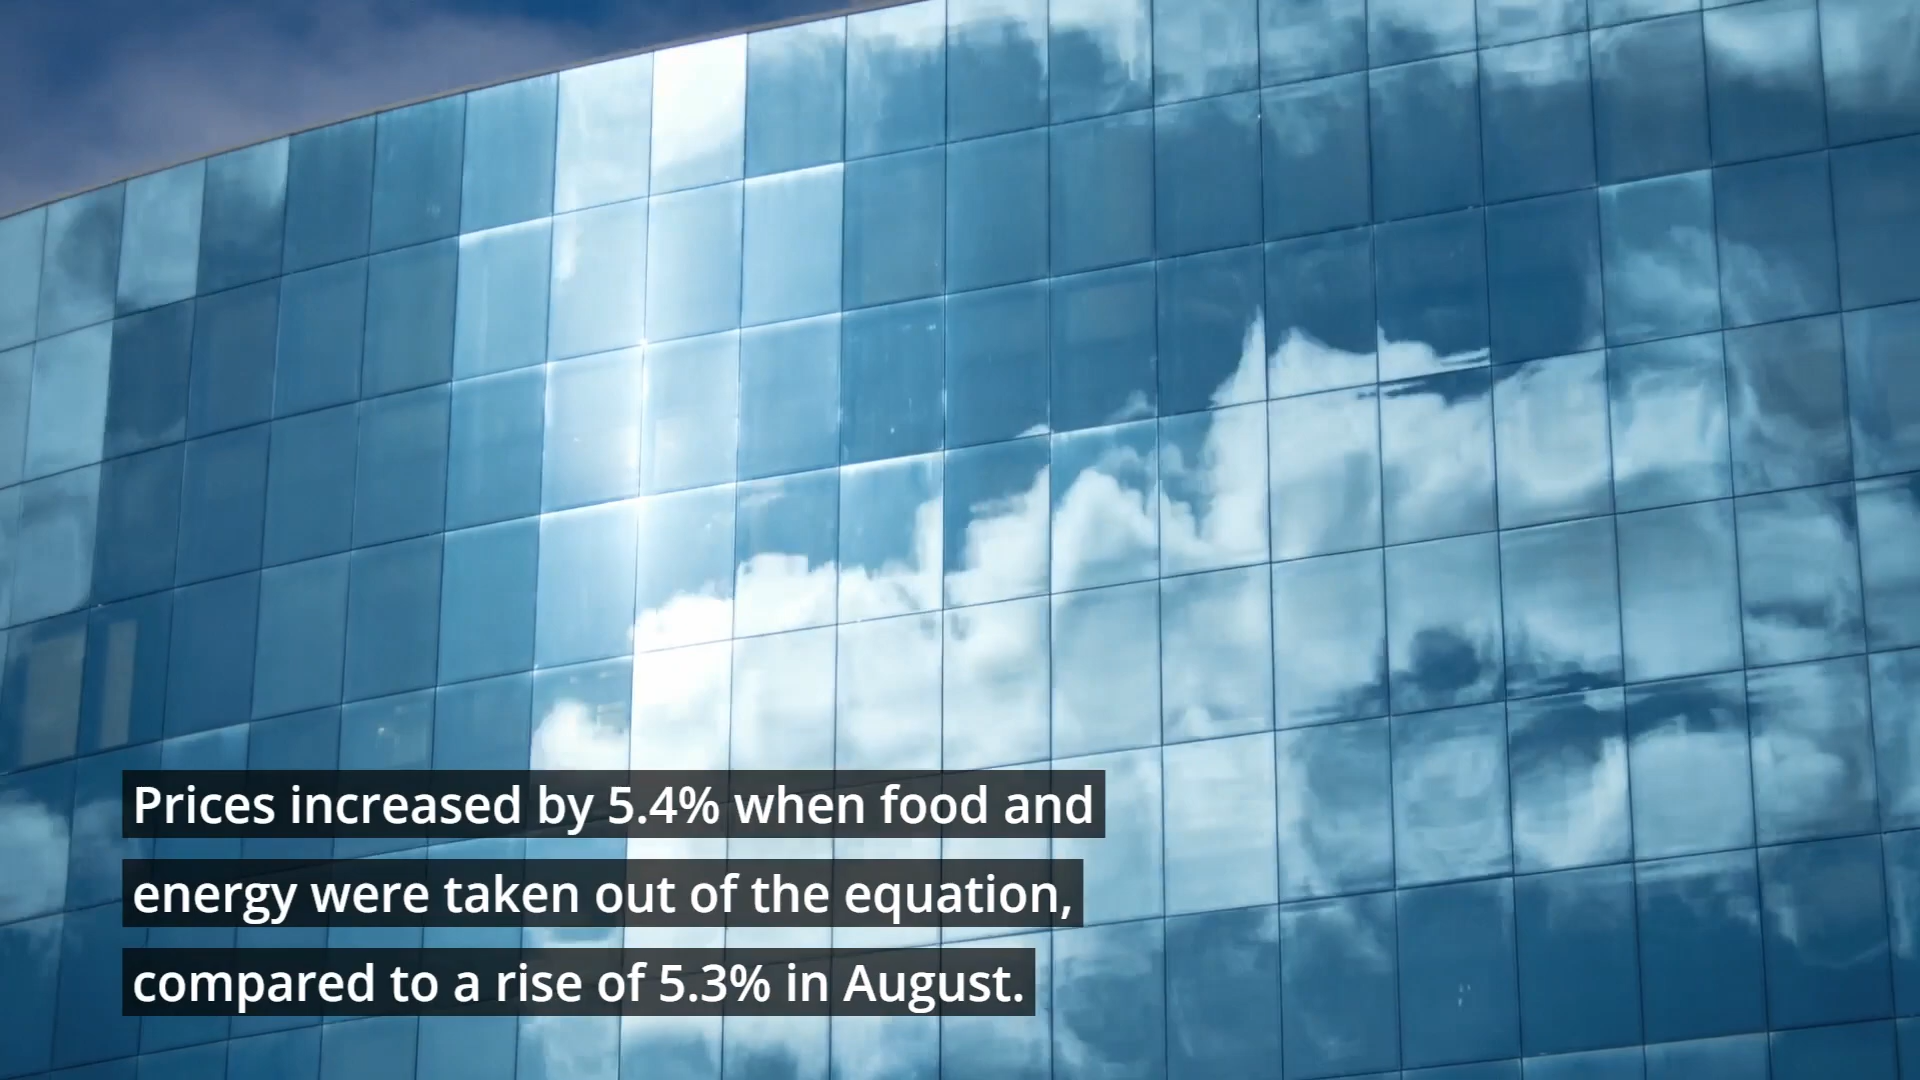 Prices increased by 5.4% when food and
energy were taken out of the equation,
compared to a rise of 5.3% in August.